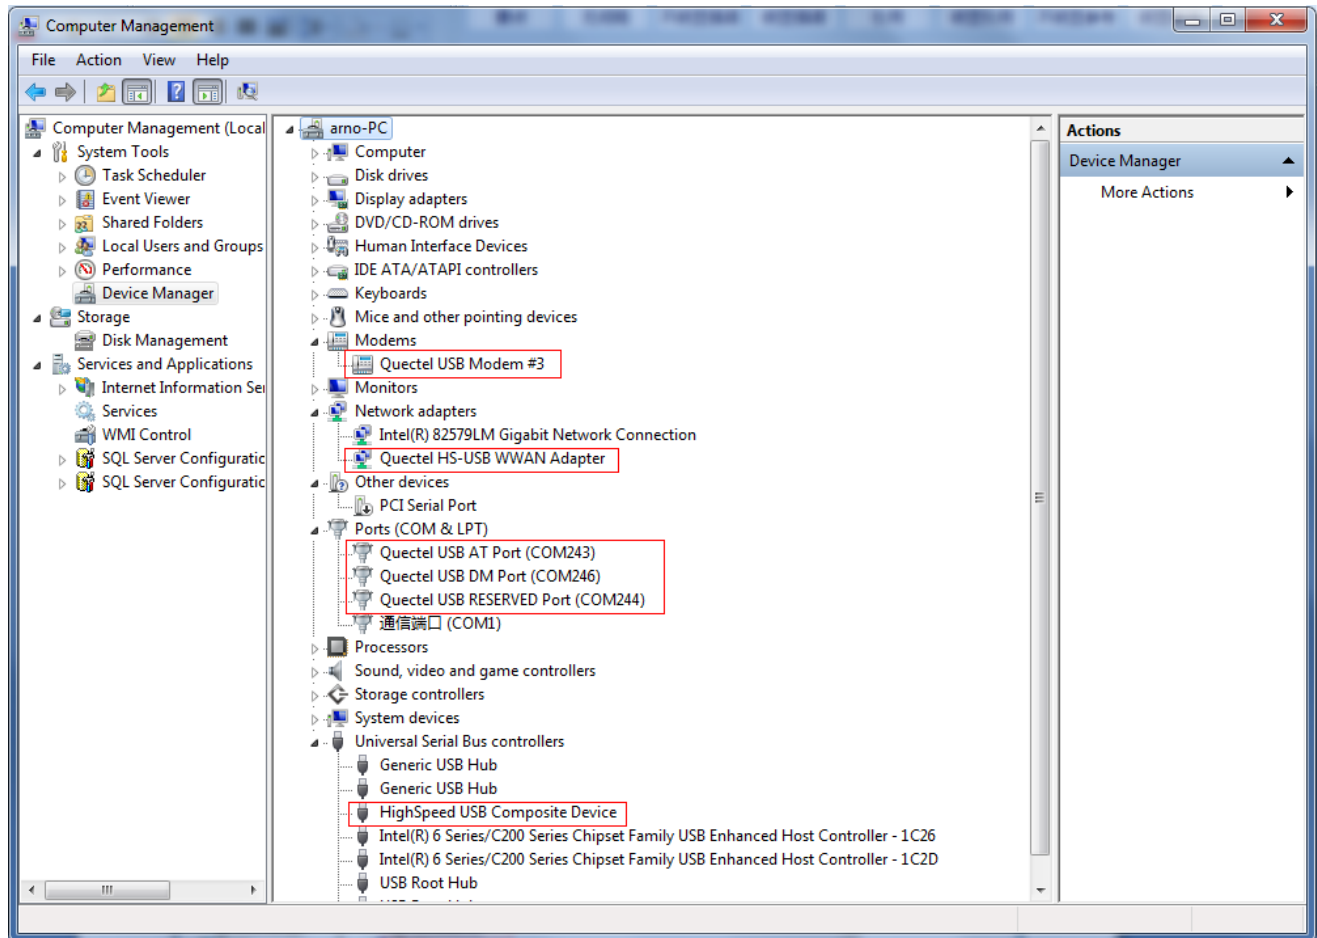 Computer Management
File Action View Help
Computer Management (Local
System Tools
Task Scheduler
Event Viewer
Shared Folders
Local Users and Groups
Performance
Device Manager
Storage
Disk Management
Services and Applications
Internet Information Ser
Services
WMI Control
SQL Server Configuratic
SQL Server Configuratic
arno-PC
Computer
Disk drives
Display adapters
DVD/CD-ROM drives
Human Interface Devices
IDE ATA/ATAPI controllers
Keyboards
Mice and other pointing devices
Modems
Quectel USB Modem #3
Monitors
Network adapters
Intel(R) 82579LM Gigabit Network Connection
Quectel HS-USB WWAN Adapter
Other devices
PCI Serial Port
Ports (COM & LPT)
Quectel USB AT Port (COM243)
Quectel USB DM Port (COM246)
Quectel USB RESERVED Port (COM244)
通信端口 (COM1)
Processors
Sound, video and game controllers
Storage controllers
System devices
Universal Serial Bus controllers
Generic USB Hub
Generic USB Hub
HighSpeed USB Composite Device
Intel(R) 6 Series/C200 Series Chipset Family USB Enhanced Host Controller - 1C26
Intel(R) 6 Series/C200 Series Chipset Family USB Enhanced Host Controller - 1C2D
USB Root Hub
Actions
Device Manager
More Actions